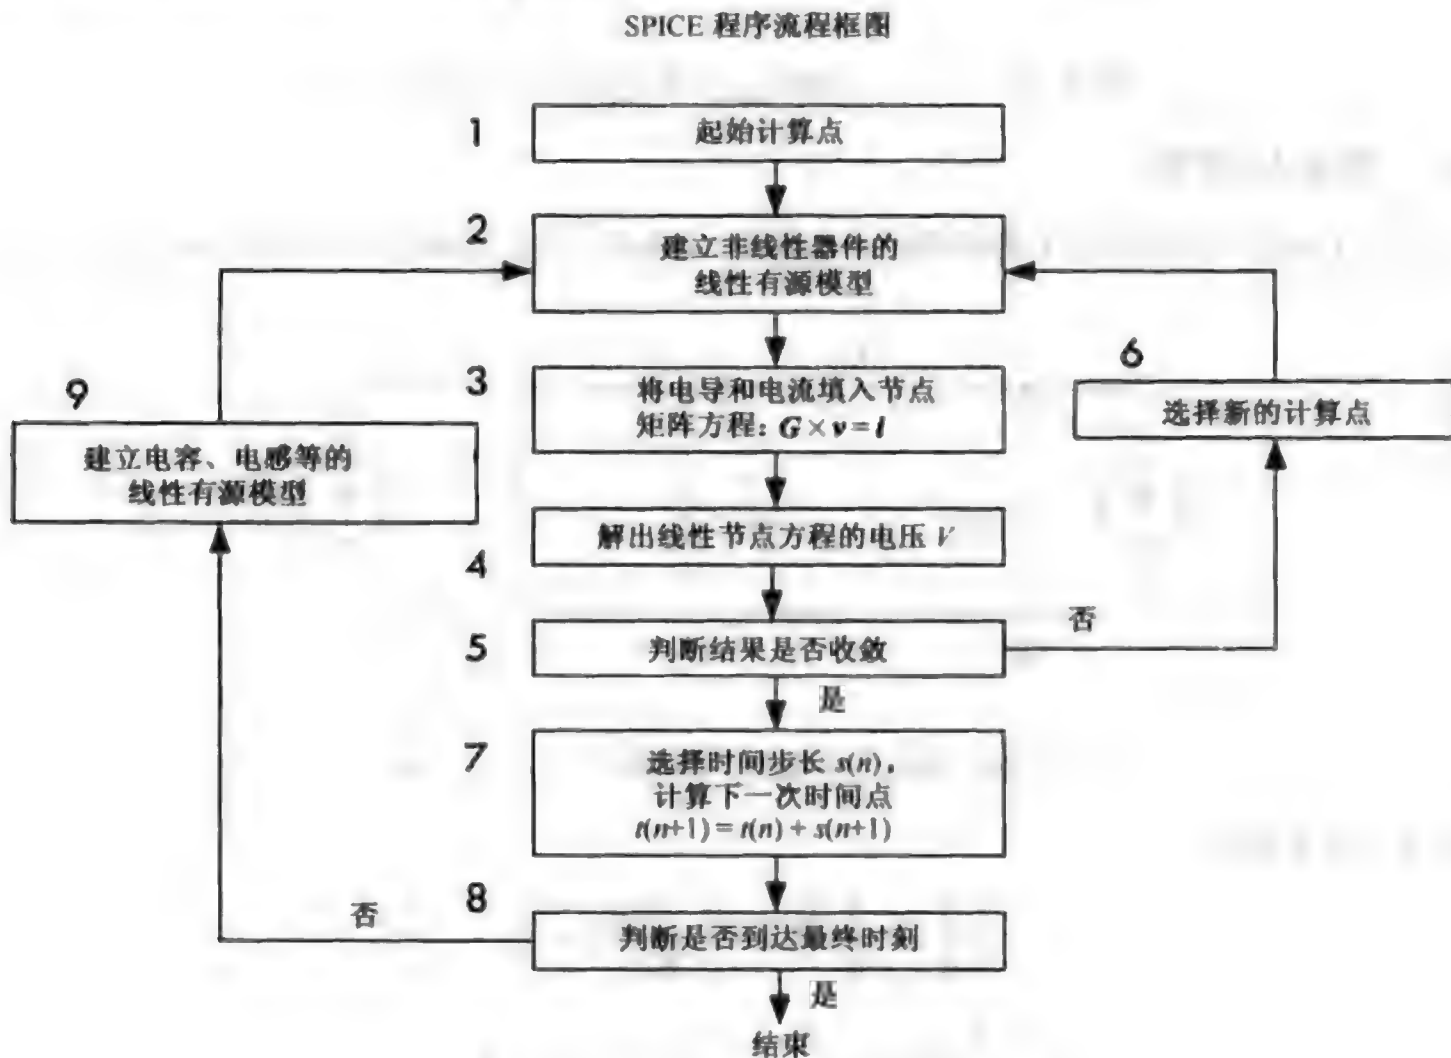 SPICE 程序流程框图
1
起始计算点
2
建立非线性器件的
线性有源模型
3
将电导和电流填入节点
矩阵方程：G×v=I
4
解出线性节点方程的电压 V
5
判断结果是否收敛
否
是
6
选择新的计算点
7
选择时间步长 s(n)，
计算下一次时间点
t(n+1)=t(n)+s(n+1)
8
判断是否到达最终时刻
否
是
结束
9
建立电容、电感等的
线性有源模型